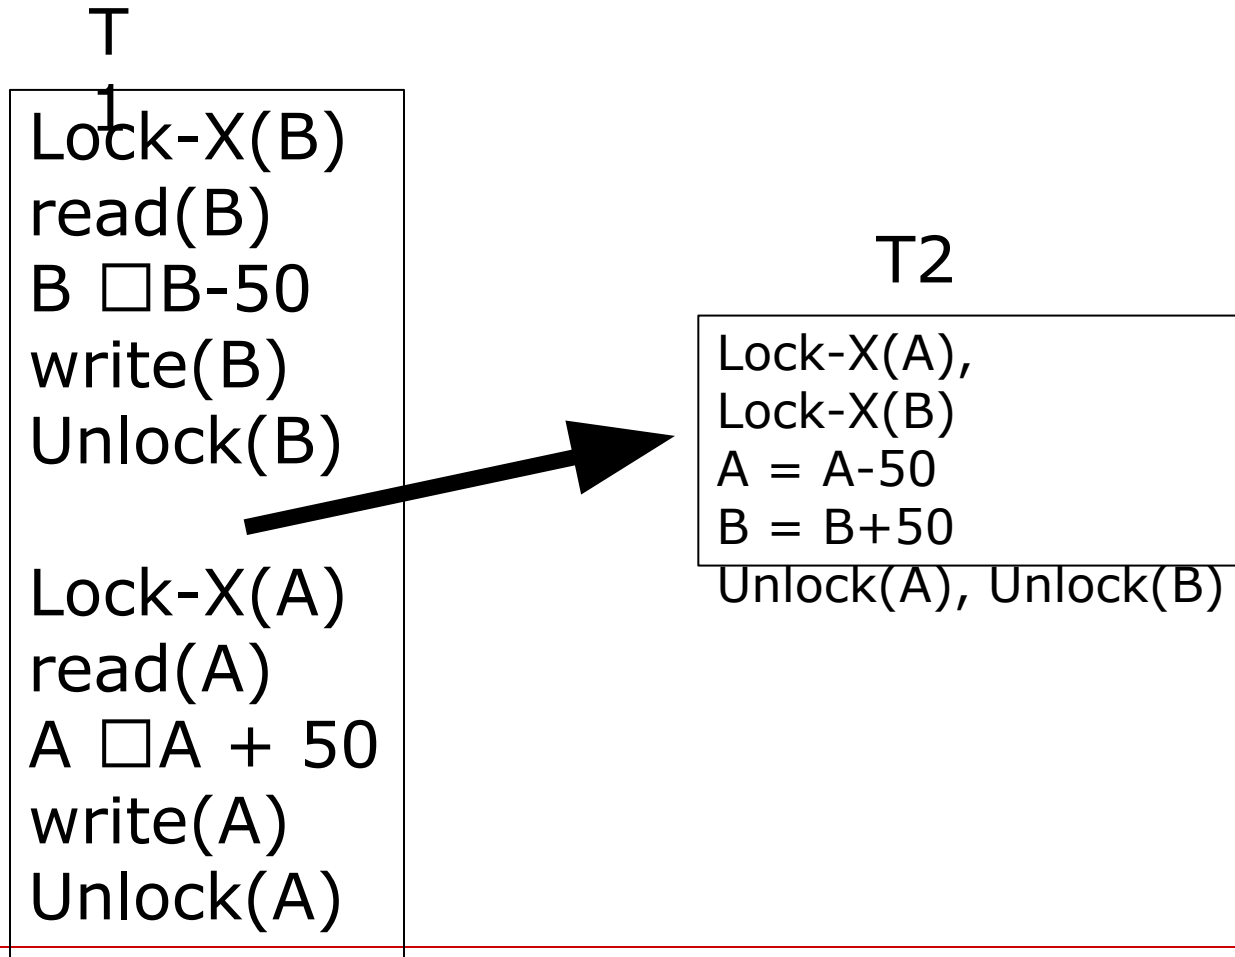 T
1
Lock-X(B)
read(B)
B □B-50
write(B)
Unlock(B)
Lock-X(A)
read(A)
A □A + 50
write(A)
Unlock(A)
T2
Lock-X(A),
Lock-X(B)
A = A-50
B = B+50
Unlock(A), Unlock(B)